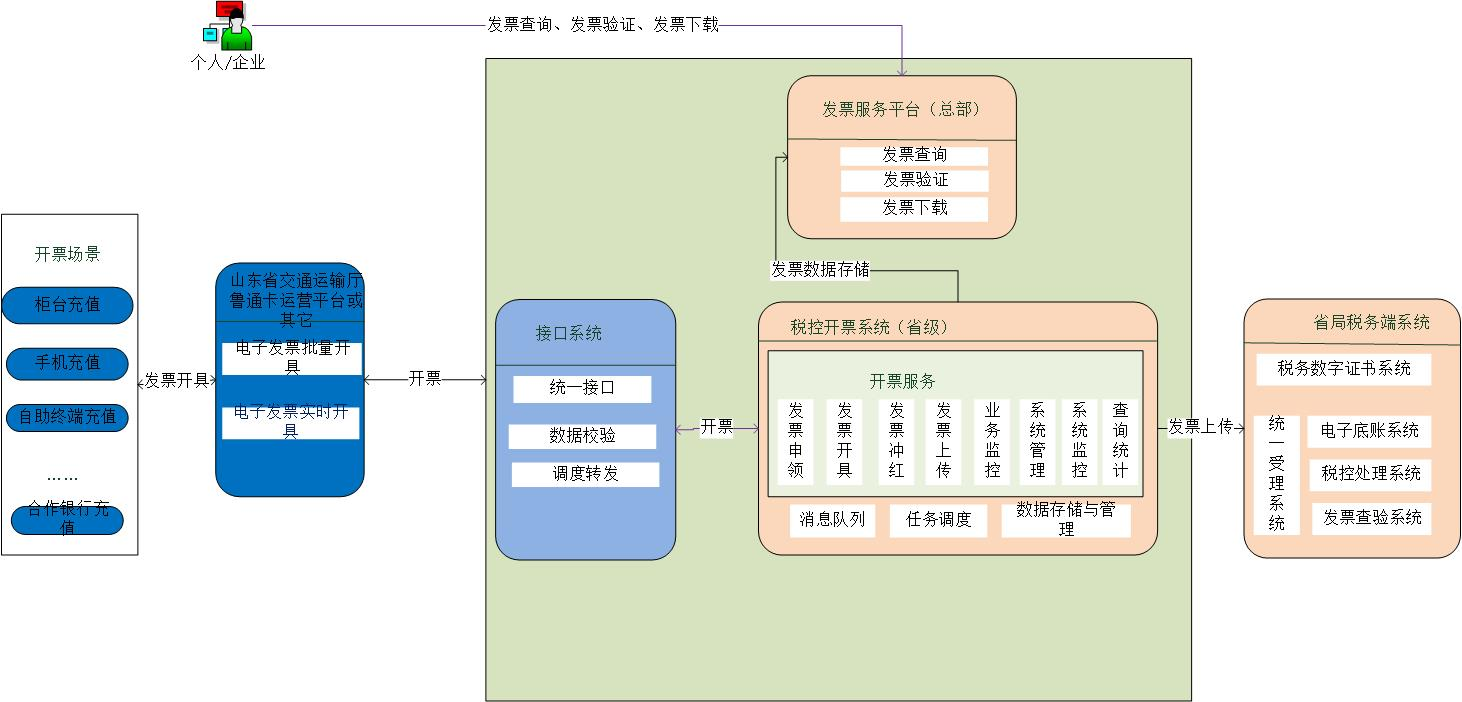 发票查询、发票验证、发票下载
个人/企业
发票服务平台（总部）
发票查询
发票验证
发票下载
发票数据存储
开票场景
柜台充值
手机充值
自助终端充值
……
合作银行充
值
发票开具
山东省交通运输厅
鲁通卡运营平台或
其它
电子发票批量开
具
电子发票实时开
具
开票
接口系统
统一接口
数据校验
调度转发
开票
税控开票系统（省级）
开票服务
发票申领
发票开具
发票冲红
发票上传
业务监控
系统管理
系统监控
查询统计
消息队列
任务调度
数据存储与管
理
发票上传
省局税务端系统
税务数字证书系统
统一受理系统
电子底账系统
税控处理系统
发票查验系统